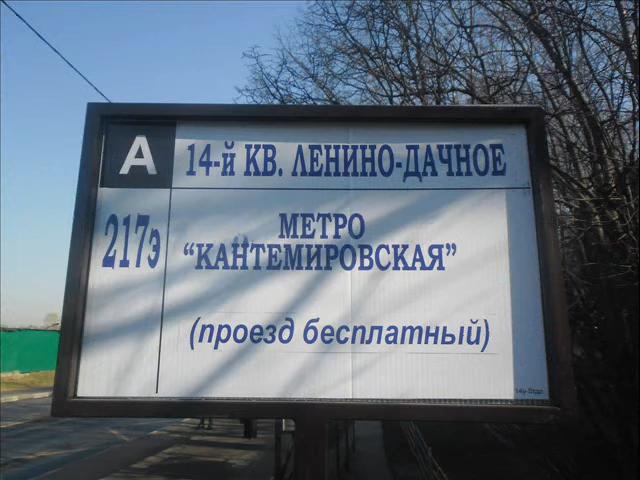 А 14-й КВ. ЛЕНИНО-ДАЧНОЕ
217э МЕТРО
“КАНТЕМИРОВСКАЯ”
(проезд бесплатный)